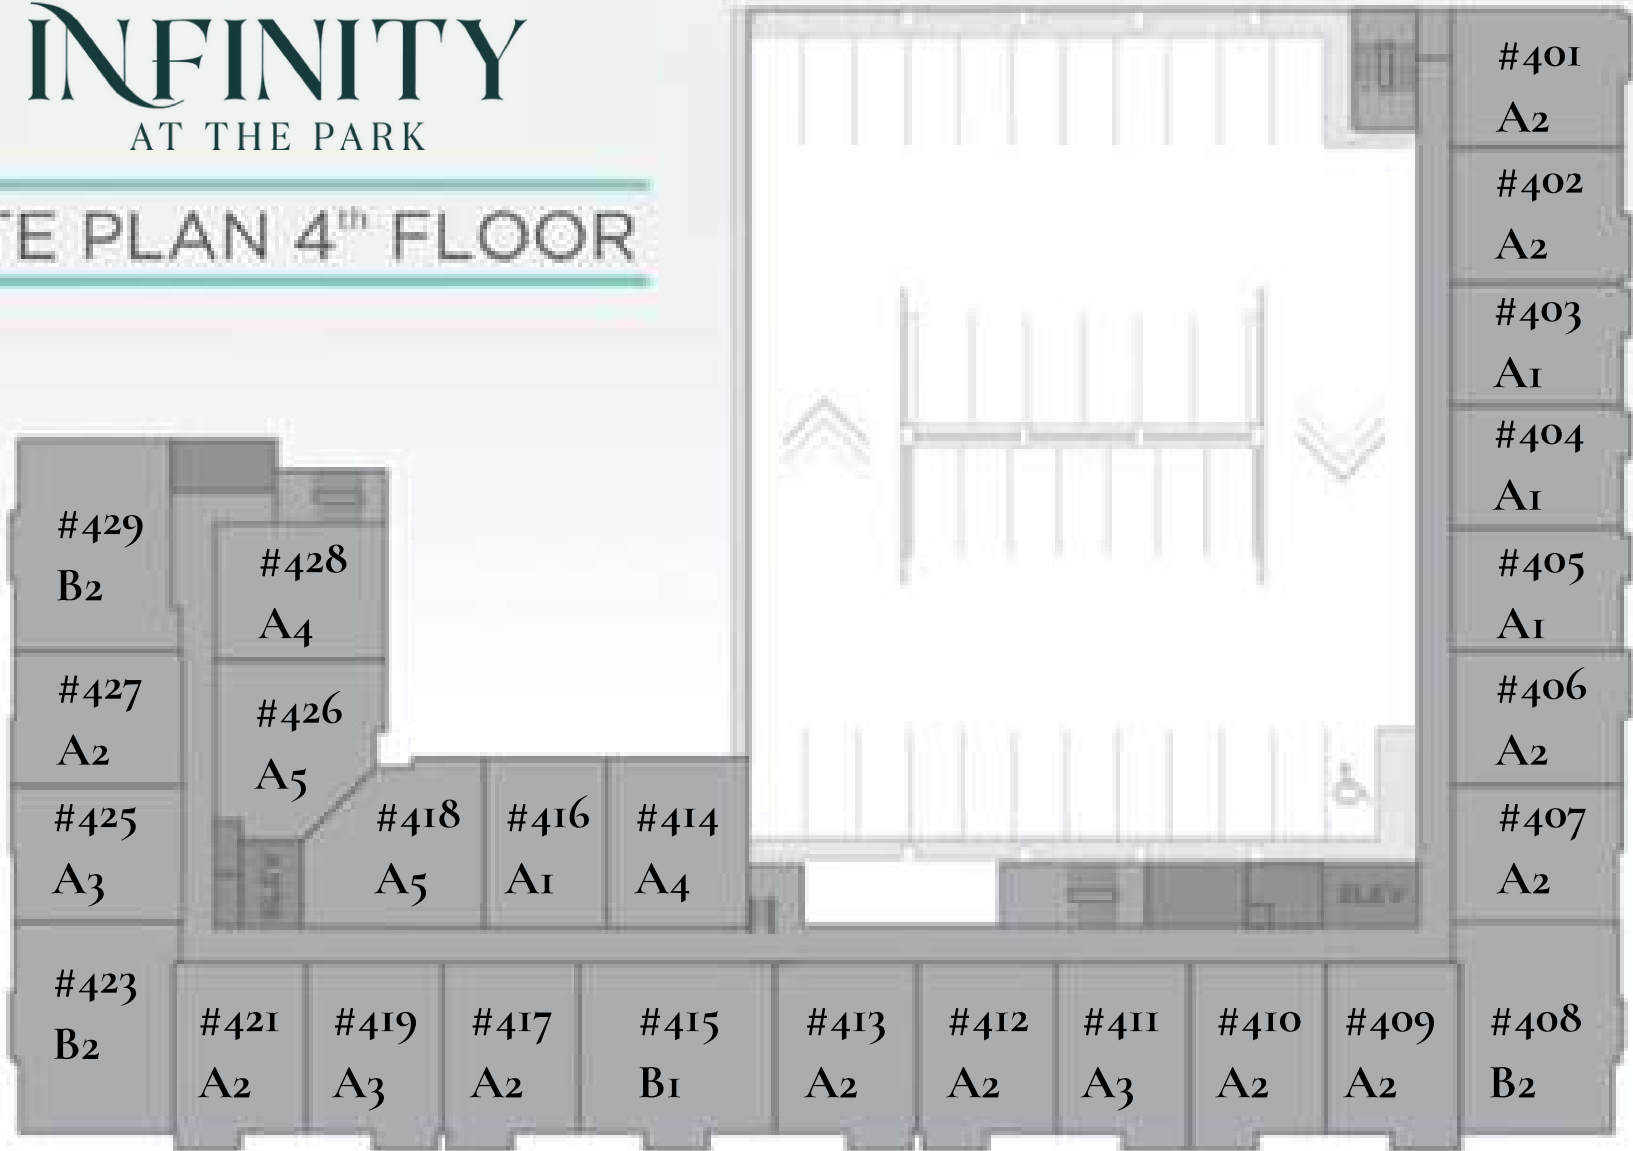 INFINITY
AT THE PARK
TE PLAN 4th FLOOR
#401
A2
#402
A2
#403
A1
#404
A1
#405
A1
#406
A2
#407
A2
#408
B2
#429
B2
#428
A4
#427
A2
#426
A5
#425
A3
#418
A5
#416
A1
#414
A4
ELEV
ELEV.
#423
B2
#421
A2
#419
A3
#417
A2
#415
B1
#413
A2
#412
A2
#411
A3
#410
A2
#409
A2